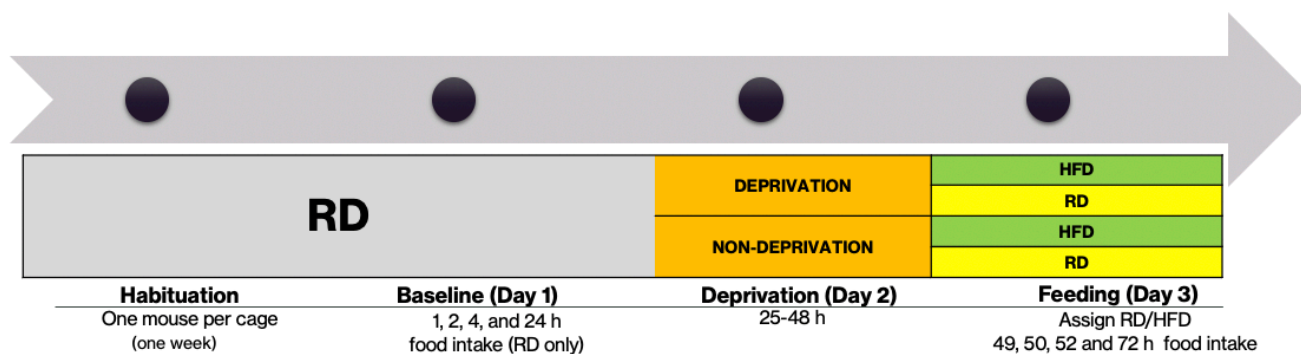 RD
DEPRIVATION
NON-DEPRIVATION
HFD
RD
HFD
RD
Habituation
One mouse per cage
(one week)
Baseline (Day 1)
1, 2, 4, and 24 h
food intake (RD only)
Deprivation (Day 2)
25-48 h
Feeding (Day 3)
Assign RD/HFD
49, 50, 52 and 72 h food intake